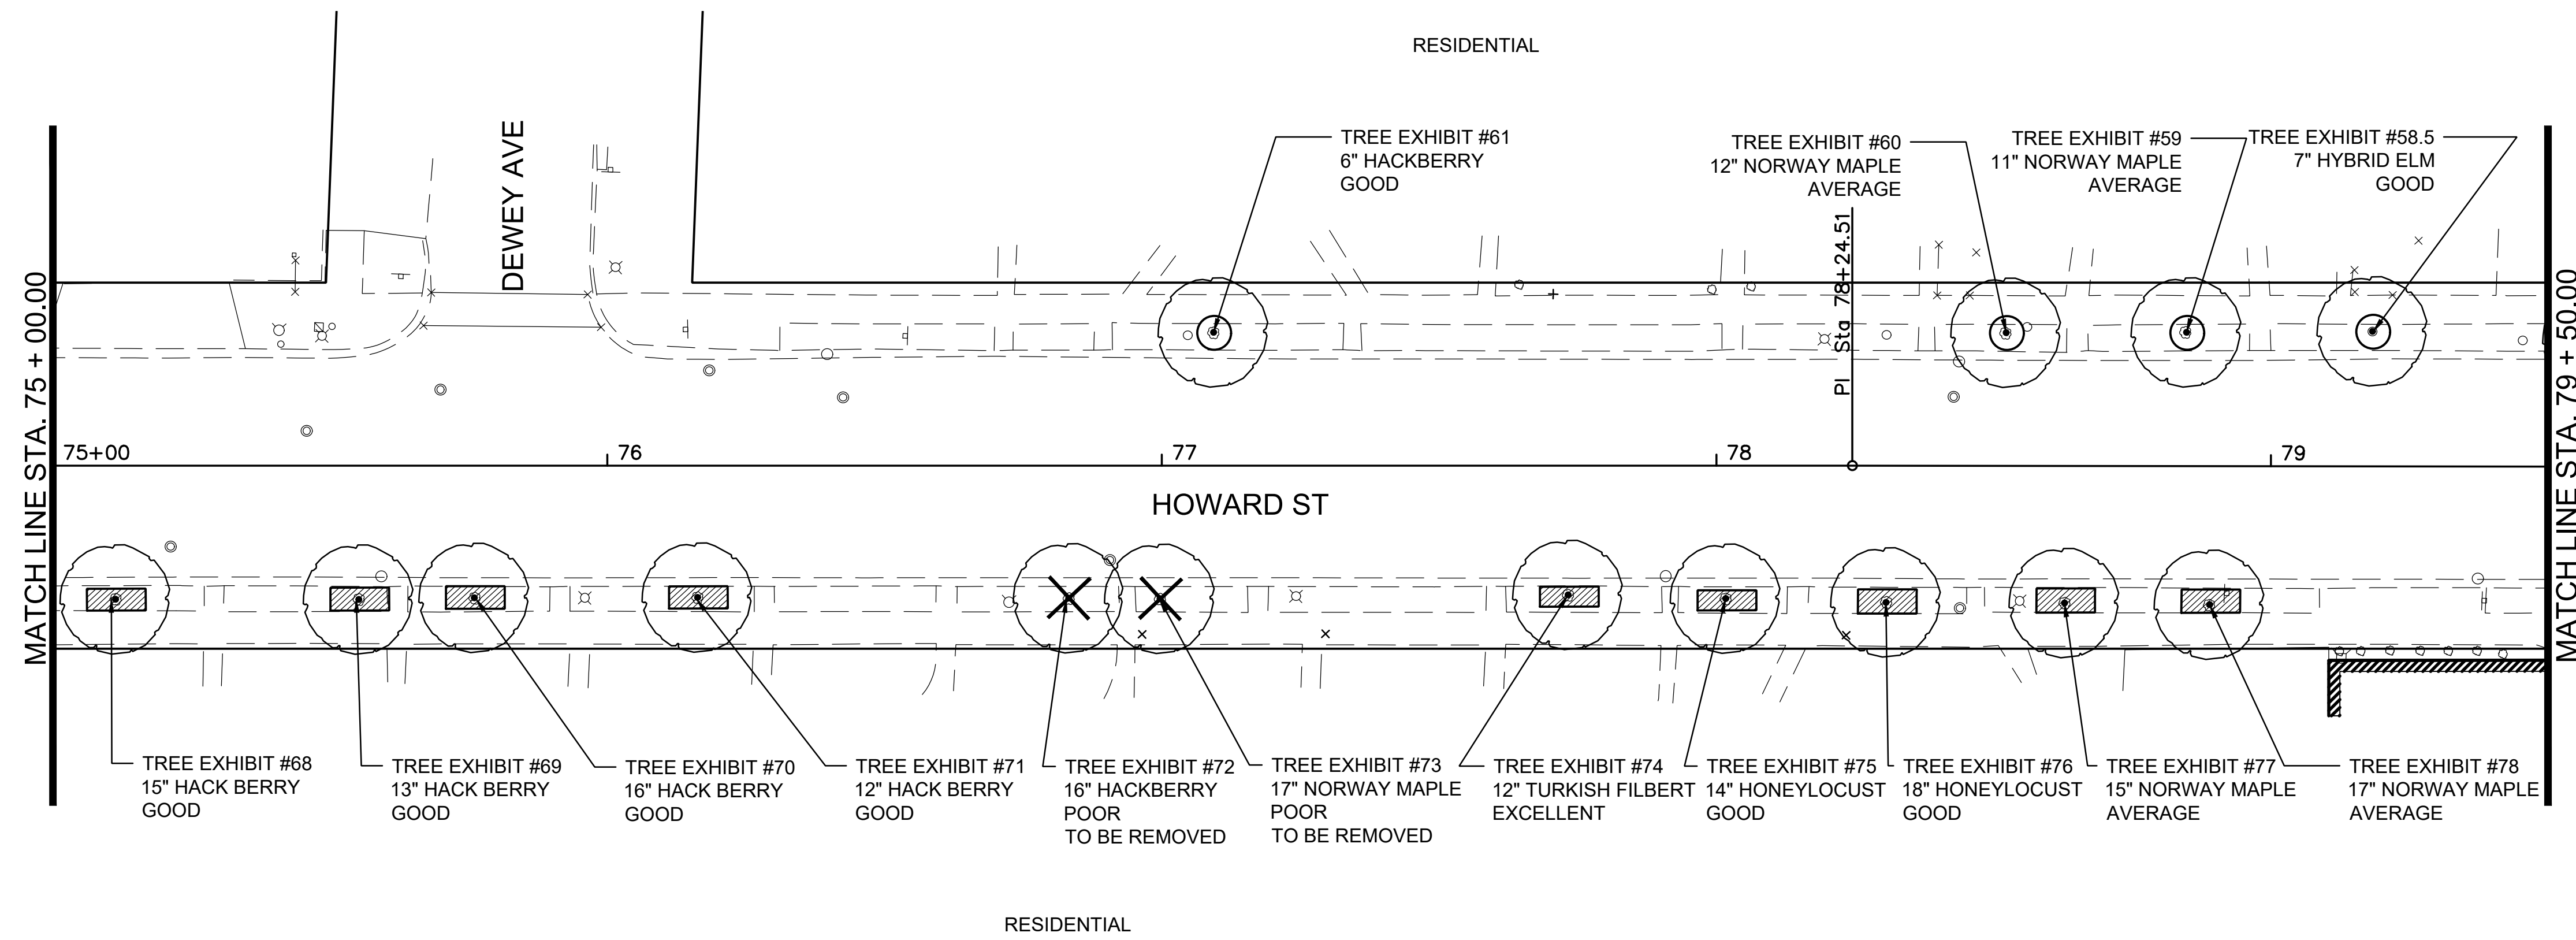 RESIDENTIAL
DEWEY AVE
TREE EXHIBIT #61
6" HACKBERRY
GOOD
TREE EXHIBIT #60
12" NORWAY MAPLE
AVERAGE
TREE EXHIBIT #59
11" NORWAY MAPLE
AVERAGE
TREE EXHIBIT #58.5
7" HYBRID ELM
GOOD
PI Sta 78+24.51
MATCH LINE STA. 75 + 00.00
MATCH LINE STA. 79 + 50.00
75+00
76
77
78
79
HOWARD ST
TREE EXHIBIT #68
15" HACK BERRY
GOOD
TREE EXHIBIT #69
13" HACK BERRY
GOOD
TREE EXHIBIT #70
16" HACK BERRY
GOOD
TREE EXHIBIT #71
12" HACK BERRY
GOOD
TREE EXHIBIT #72
16" HACKBERRY
POOR
TO BE REMOVED
TREE EXHIBIT #73
17" NORWAY MAPLE
POOR
TO BE REMOVED
TREE EXHIBIT #74
12" TURKISH FILBERT
EXCELLENT
TREE EXHIBIT #75
14" HONEYLOCUST
GOOD
TREE EXHIBIT #76
18" HONEYLOCUST
GOOD
TREE EXHIBIT #77
15" NORWAY MAPLE
AVERAGE
TREE EXHIBIT #78
17" NORWAY MAPLE
AVERAGE
RESIDENTIAL